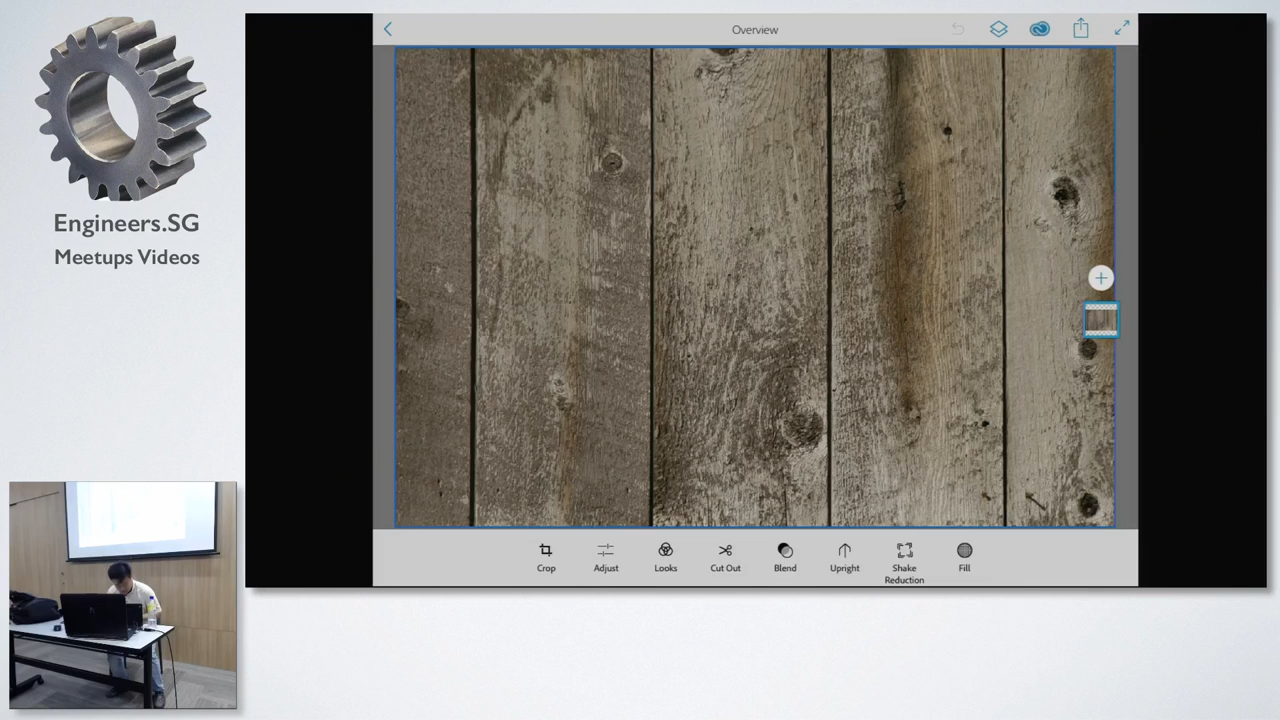 Engineers.SG
Meetups Videos
Overview
Crop
Adjust
Looks
Cut Out
Blend
Upright
Shake
Reduction
Fill